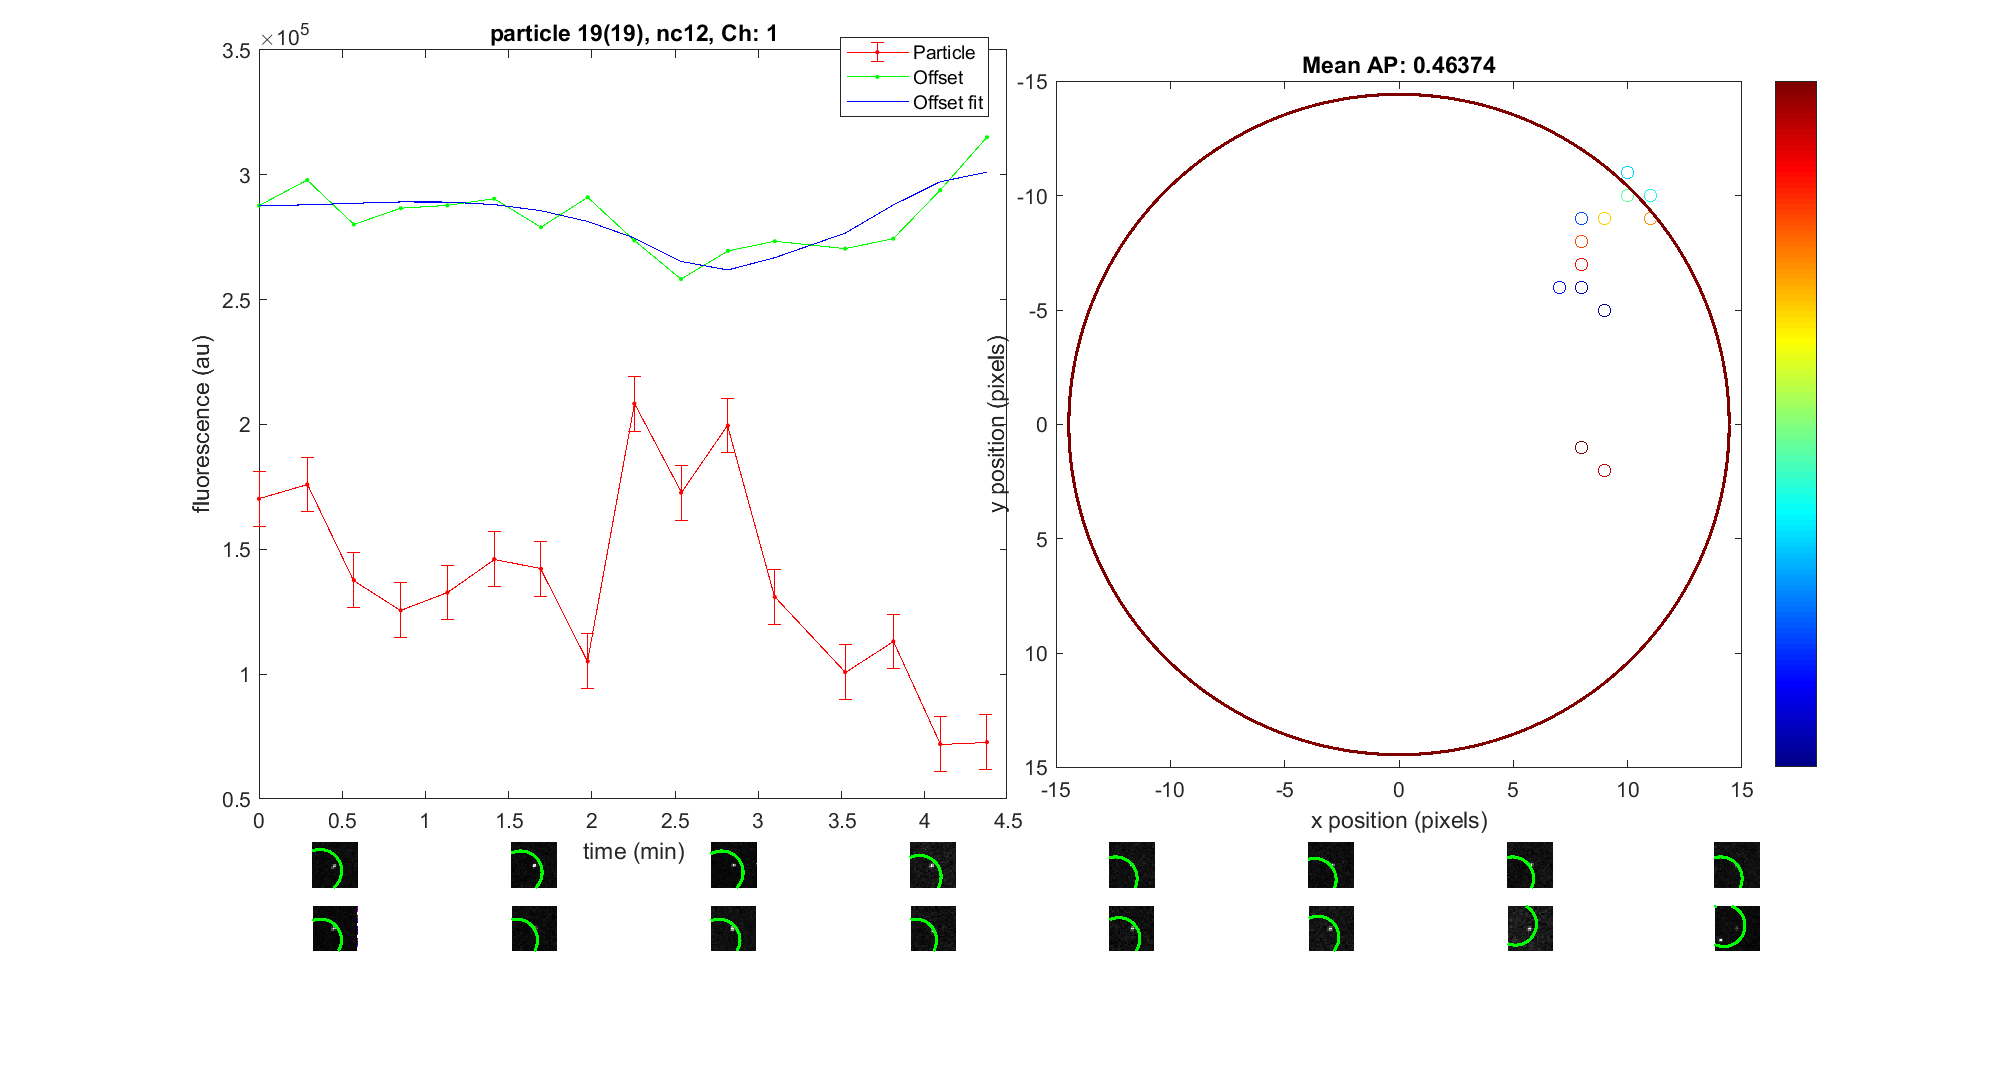 particle 19(19), nc12, Ch: 1
×10^5
3.5
3
2.5
2
1.5
1
0.5
fluorescence (au)
0 0.5 1 1.5 2 2.5 3 3.5 4 4.5
time (min)
Particle
Offset
Offset fit
Mean AP: 0.46374
-15
-10
-5
0
5
10
15
y position (pixels)
-15 -10 -5 0 5 10 15
x position (pixels)